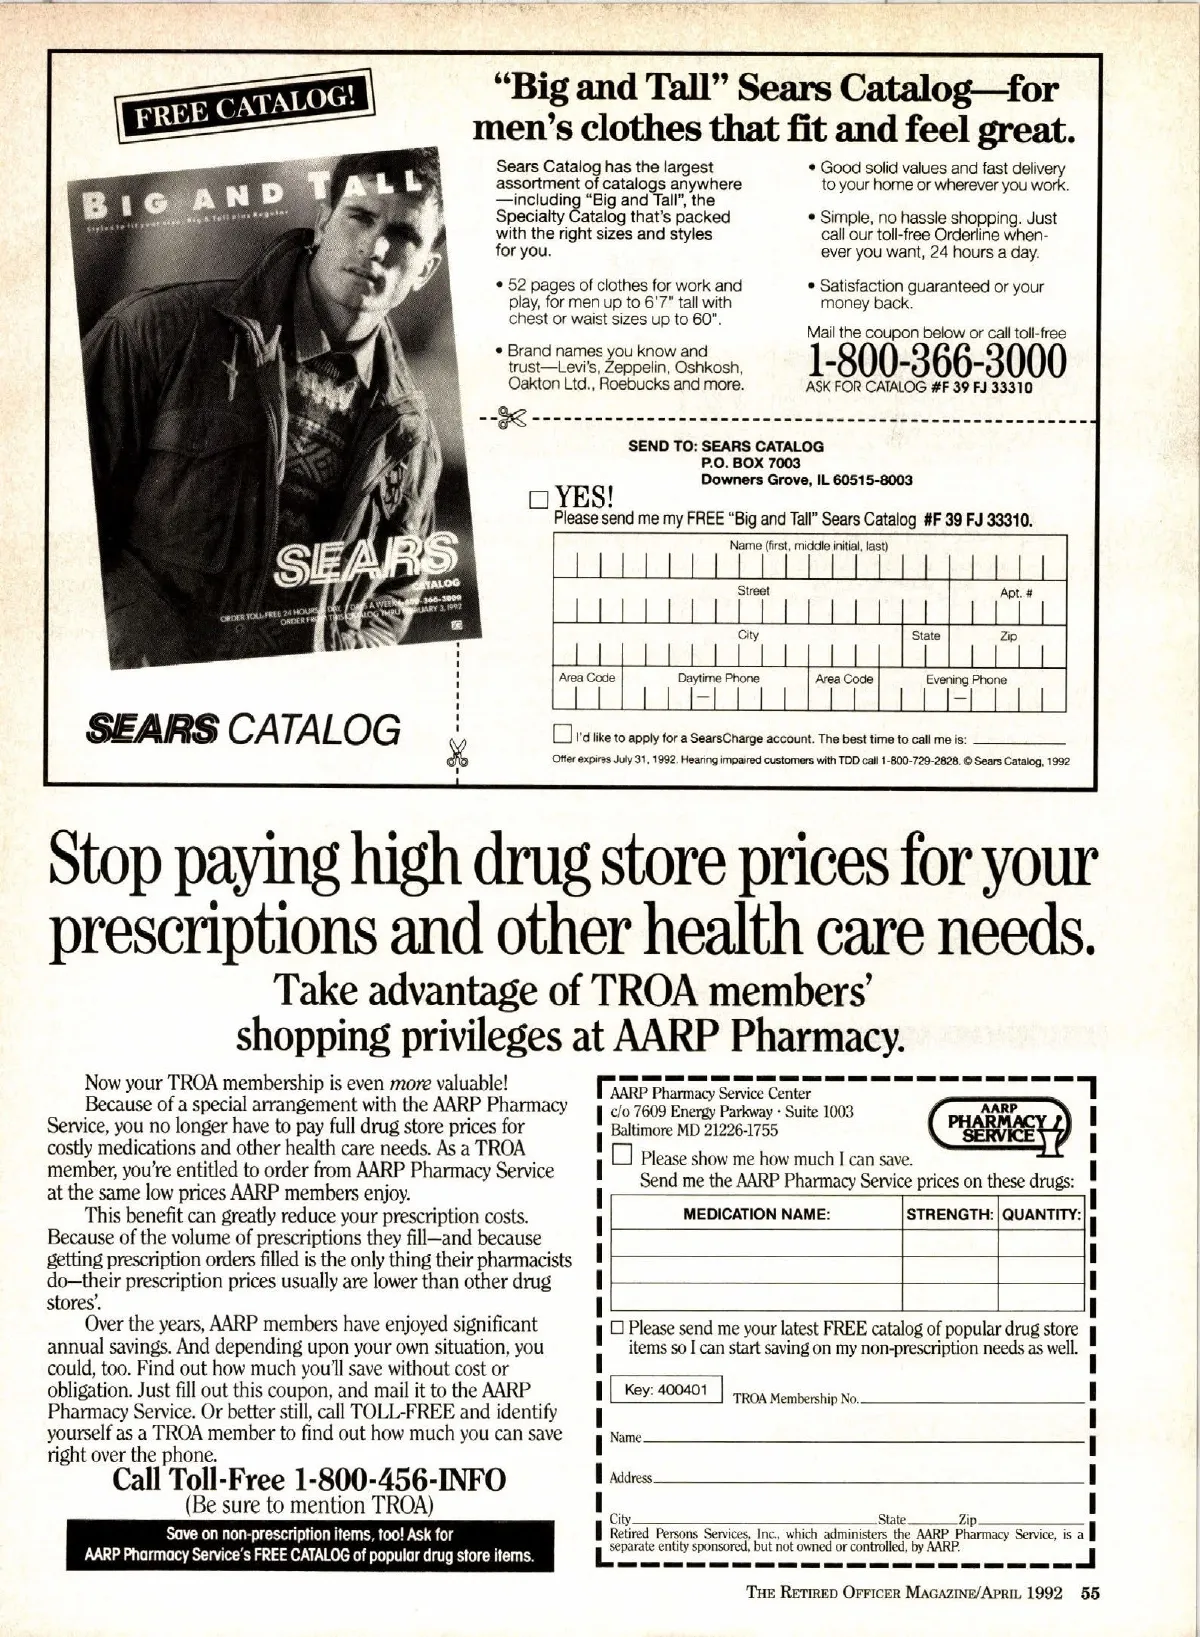 FREE CATALOG!
BIG AND TALL
SEARS
CATALOG
SEARS CATALOG
"Big and Tall" Sears Catalog—for
men's clothes that fit and feel great.
Sears Catalog has the largest
assortment of catalogs anywhere
—including "Big and Tall", the
Specialty Catalog that's packed
with the right sizes and styles
for you.
• 52 pages of clothes for work and
play, for men up to 6'7" tall with
chest or waist sizes up to 60".
• Brand names you know and
trust—Levi's, Zeppelin, Oshkosh,
Oakton Ltd., Roebucks and more.
• Good solid values and fast delivery
to your home or wherever you work.
• Simple, no hassle shopping. Just
call our toll-free Orderline when-
ever you want, 24 hours a day.
• Satisfaction guaranteed or your
money back.
Mail the coupon below or call toll-free
1-800-366-3000
ASK FOR CATALOG #F 39 FJ 33310
SEND TO: SEARS CATALOG
P.O. BOX 7003
Downers Grove, IL 60515-8003
YES!
Please send me my FREE "Big and Tall" Sears Catalog #F 39 FJ 33310.
Name (first, middle initial, last)
Street Apt. #
City State Zip
Area Code Daytime Phone Area Code Evening Phone
I'd like to apply for a SearsCharge account. The best time to call me is:
Offer expires July 31, 1992. Hearing impaired customers with TDD call 1-800-729-2828. © Sears Catalog, 1992
Stop paying high drug store prices for your
prescriptions and other health care needs.
Take advantage of TROA members'
shopping privileges at AARP Pharmacy.
Now your TROA membership is even more valuable!
Because of a special arrangement with the AARP Pharmacy
Service, you no longer have to pay full drug store prices for
costly medications and other health care needs. As a TROA
member, you're entitled to order from AARP Pharmacy Service
at the same low prices AARP members enjoy.
This benefit can greatly reduce your prescription costs.
Because of the volume of prescriptions they fill—and because
getting prescription orders filled is the only thing their pharmacists
do—their prescription prices usually are lower than other drug
stores'.
Over the years, AARP members have enjoyed significant
annual savings. And depending upon your own situation, you
could, too. Find out how much you'll save without cost or
obligation. Just fill out this coupon, and mail it to the AARP
Pharmacy Service. Or better still, call TOLL-FREE and identify
yourself as a TROA member to find out how much you can save
right over the phone.
Call Toll-Free 1-800-456-INFO
(Be sure to mention TROA)
Save on non-prescription items, too! Ask for
AARP Pharmacy Service's FREE CATALOG of popular drug store items.
AARP Pharmacy Service Center
c/o 7609 Energy Parkway · Suite 1003
Baltimore MD 21226-1755
AARP
PHARMACY
SERVICE
Please show me how much I can save.
Send me the AARP Pharmacy Service prices on these drugs:
MEDICATION NAME: STRENGTH: QUANTITY:
Please send me your latest FREE catalog of popular drug store
items so I can start saving on my non-prescription needs as well.
Key: 400401 TROA Membership No.
Name
Address
City State Zip
Retired Persons Services, Inc., which administers the AARP Pharmacy Service, is a
separate entity sponsored, but not owned or controlled, by AARP.
THE RETIRED OFFICER MAGAZINE/APRIL 1992 55